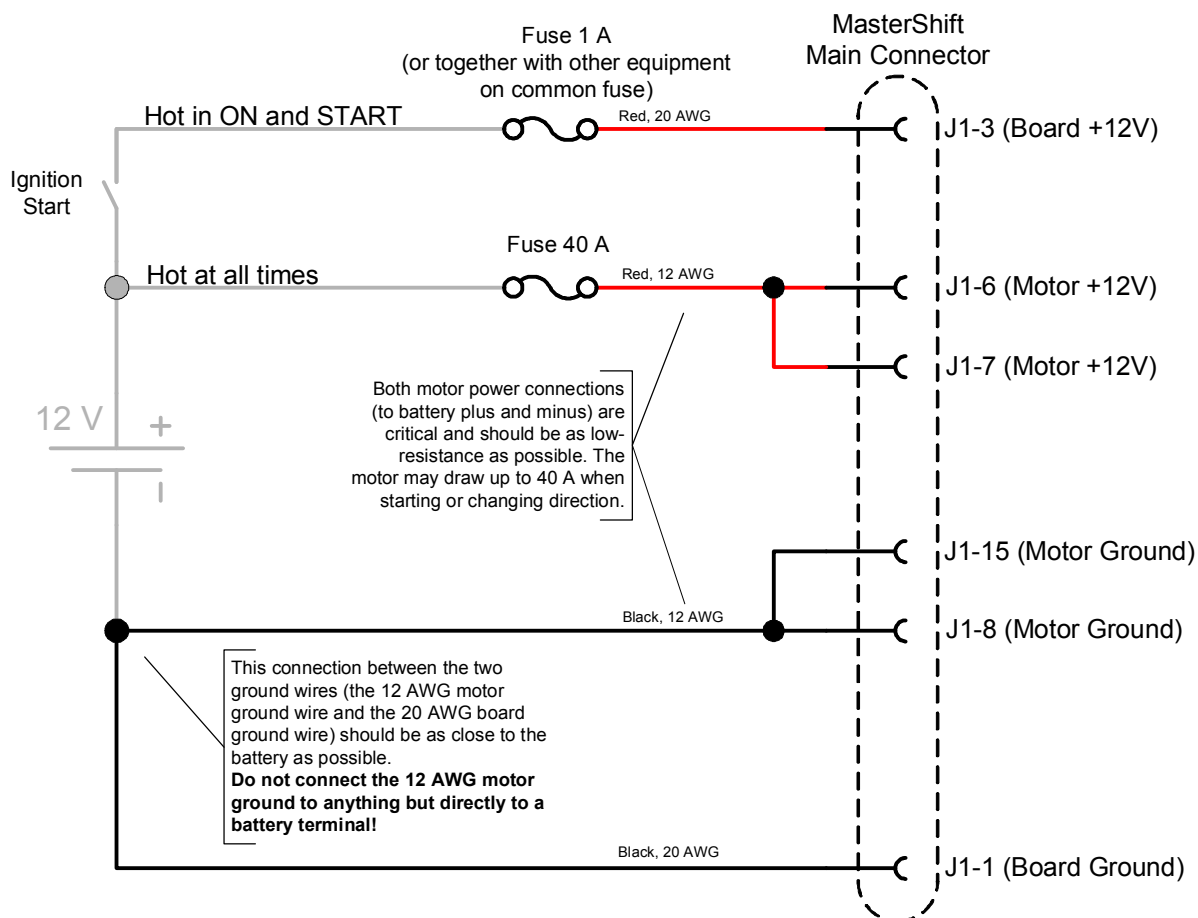 MasterShift
Main Connector
Fuse 1 A
(or together with other equipment
on common fuse)
Hot in ON and START
Red, 20 AWG
J1-3 (Board +12V)
Ignition
Start
Fuse 40 A
Hot at all times
Red, 12 AWG
J1-6 (Motor +12V)
J1-7 (Motor +12V)
Both motor power connections
(to battery plus and minus) are
critical and should be as low-
resistance as possible. The
motor may draw up to 40 A when
starting or changing direction.
12 V
+
–
J1-15 (Motor Ground)
Black, 12 AWG
J1-8 (Motor Ground)
This connection between the two
ground wires (the 12 AWG motor
ground wire and the 20 AWG board
ground wire) should be as close to the
battery as possible.
Do not connect the 12 AWG motor
ground to anything but directly to a
battery terminal!
Black, 20 AWG
J1-1 (Board Ground)